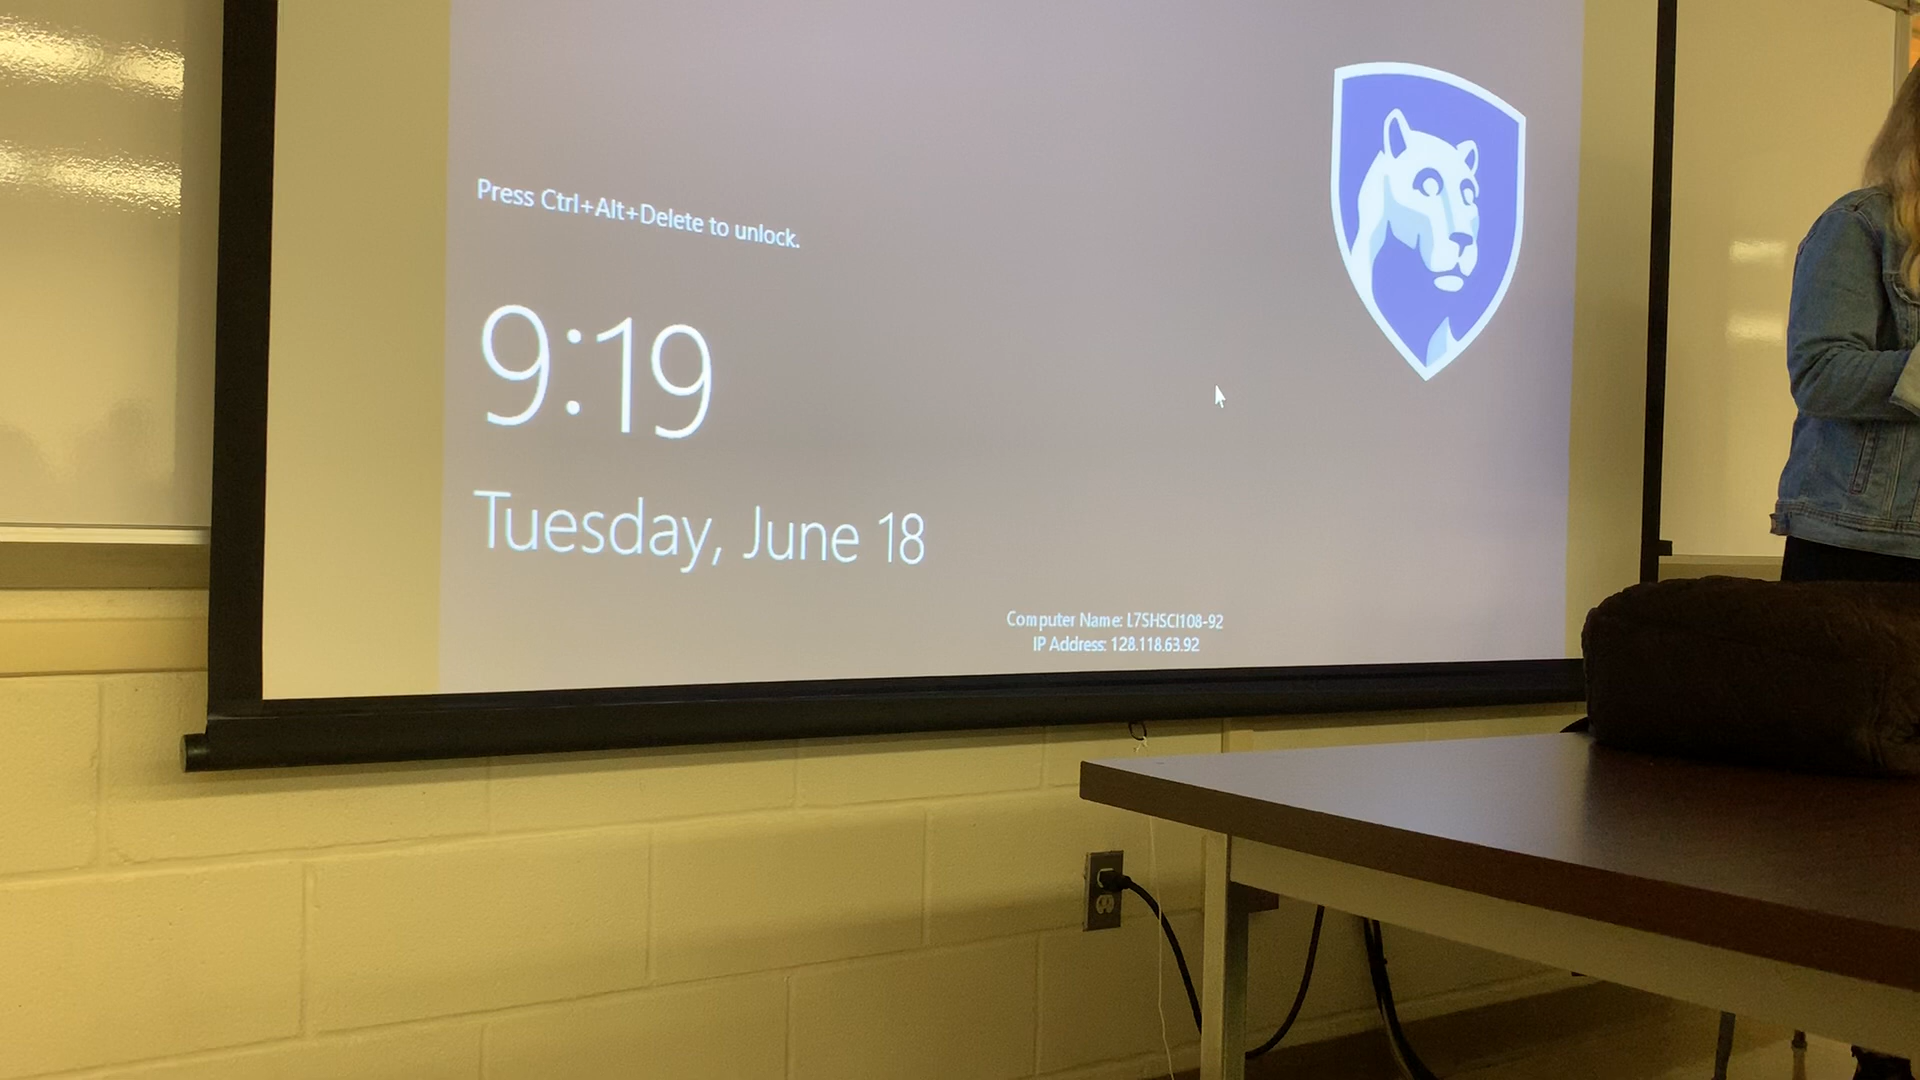 Press Ctrl+Alt+Delete to unlock.
9:19
Tuesday, June 18
Computer Name: L7SHSCI108-92
IP Address: 128.118.63.92